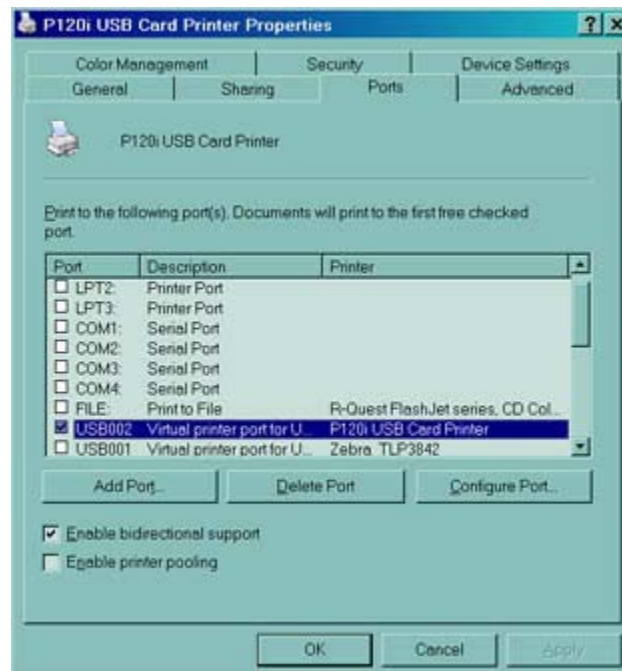 P120i USB Card Printer Properties
Color Management Security Device Settings
General Sharing Ports Advanced
P120i USB Card Printer
Print to the following port(s). Documents will print to the first free checked
port.
Port Description Printer
LPT2: Printer Port
LPT3: Printer Port
COM1: Serial Port
COM2: Serial Port
COM3: Serial Port
COM4: Serial Port
FILE: Print to File R-Quest FlashJet series, CD Col...
USB002 Virtual printer port for U... P120i USB Card Printer
USB001 Virtual printer port for U... Zebra TLP3842
Add Port... Delete Port Configure Port...
Enable bidirectional support
Enable printer pooling
OK Cancel Apply